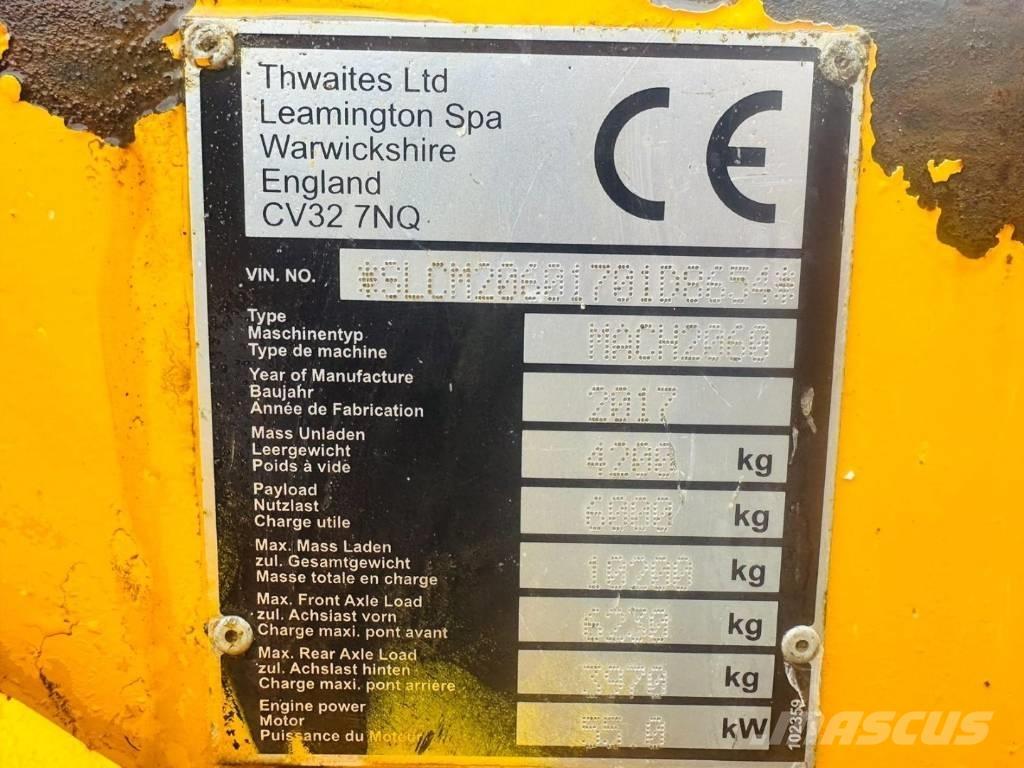 Thwaites Ltd
Leamington Spa
Warwickshire
England
CV32 7NQ
CE
VIN. NO.
Type
Maschinentyp
Type de machine
MACH2060
Year of Manufacture
Baujahr
Année de Fabrication
2017
Mass Unladen
Leergewicht
Poids à vide
4200 kg
Payload
Nutzlast
Charge utile
6000 kg
Max. Mass Laden
zul. Gesamtgewicht
Masse totale en charge
10200 kg
Max. Front Axle Load
zul. Achsiast vorn
Charge maxi. pont avant
6230 kg
Max. Rear Axle Load
zul. Achslast hinten
Charge maxi. pont arrière
3970 kg
Engine power
Motor
Puissance du Moteur
55.0 kW
102359
MASCUS